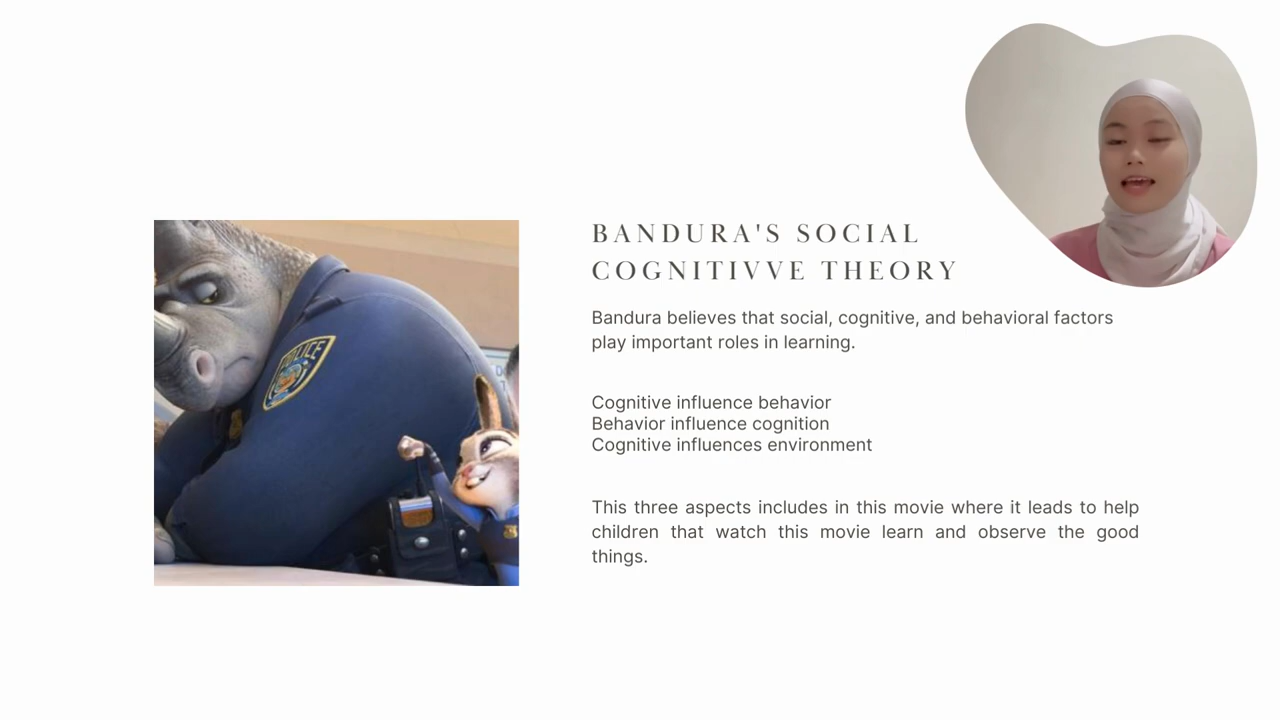 BANDURA'S SOCIAL
COGNITIVVE THEORY
Bandura believes that social, cognitive, and behavioral factors
play important roles in learning.
Cognitive influence behavior
Behavior influence cognition
Cognitive influences environment
This three aspects includes in this movie where it leads to help
children that watch this movie learn and observe the good
things.
POLICE